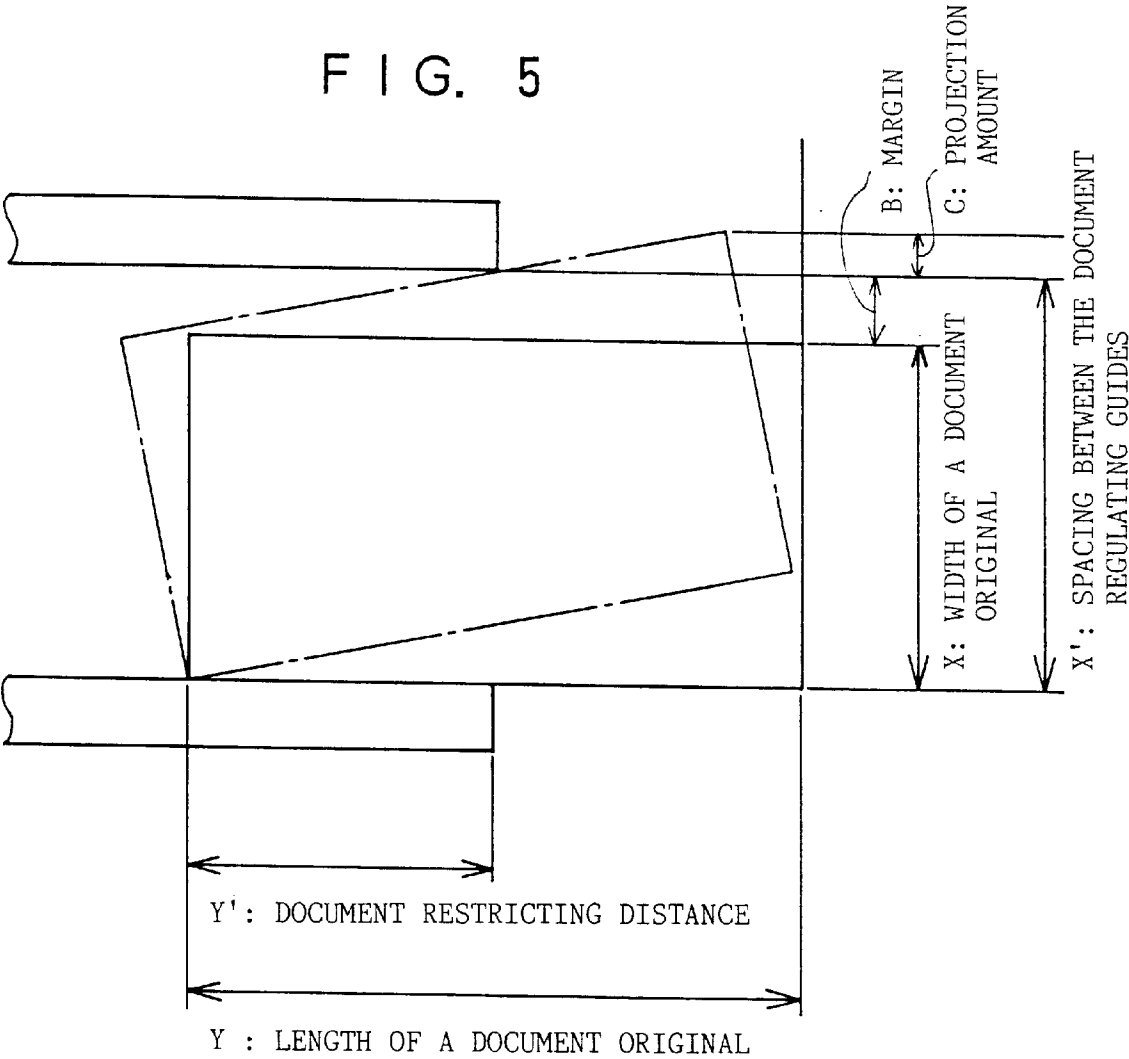 FIG. 5
B: MARGIN
C: PROJECTION
AMOUNT
X: WIDTH OF A DOCUMENT
ORIGINAL
X': SPACING BETWEEN THE DOCUMENT
REGULATING GUIDES
Y': DOCUMENT RESTRICTING DISTANCE
Y : LENGTH OF A DOCUMENT ORIGINAL